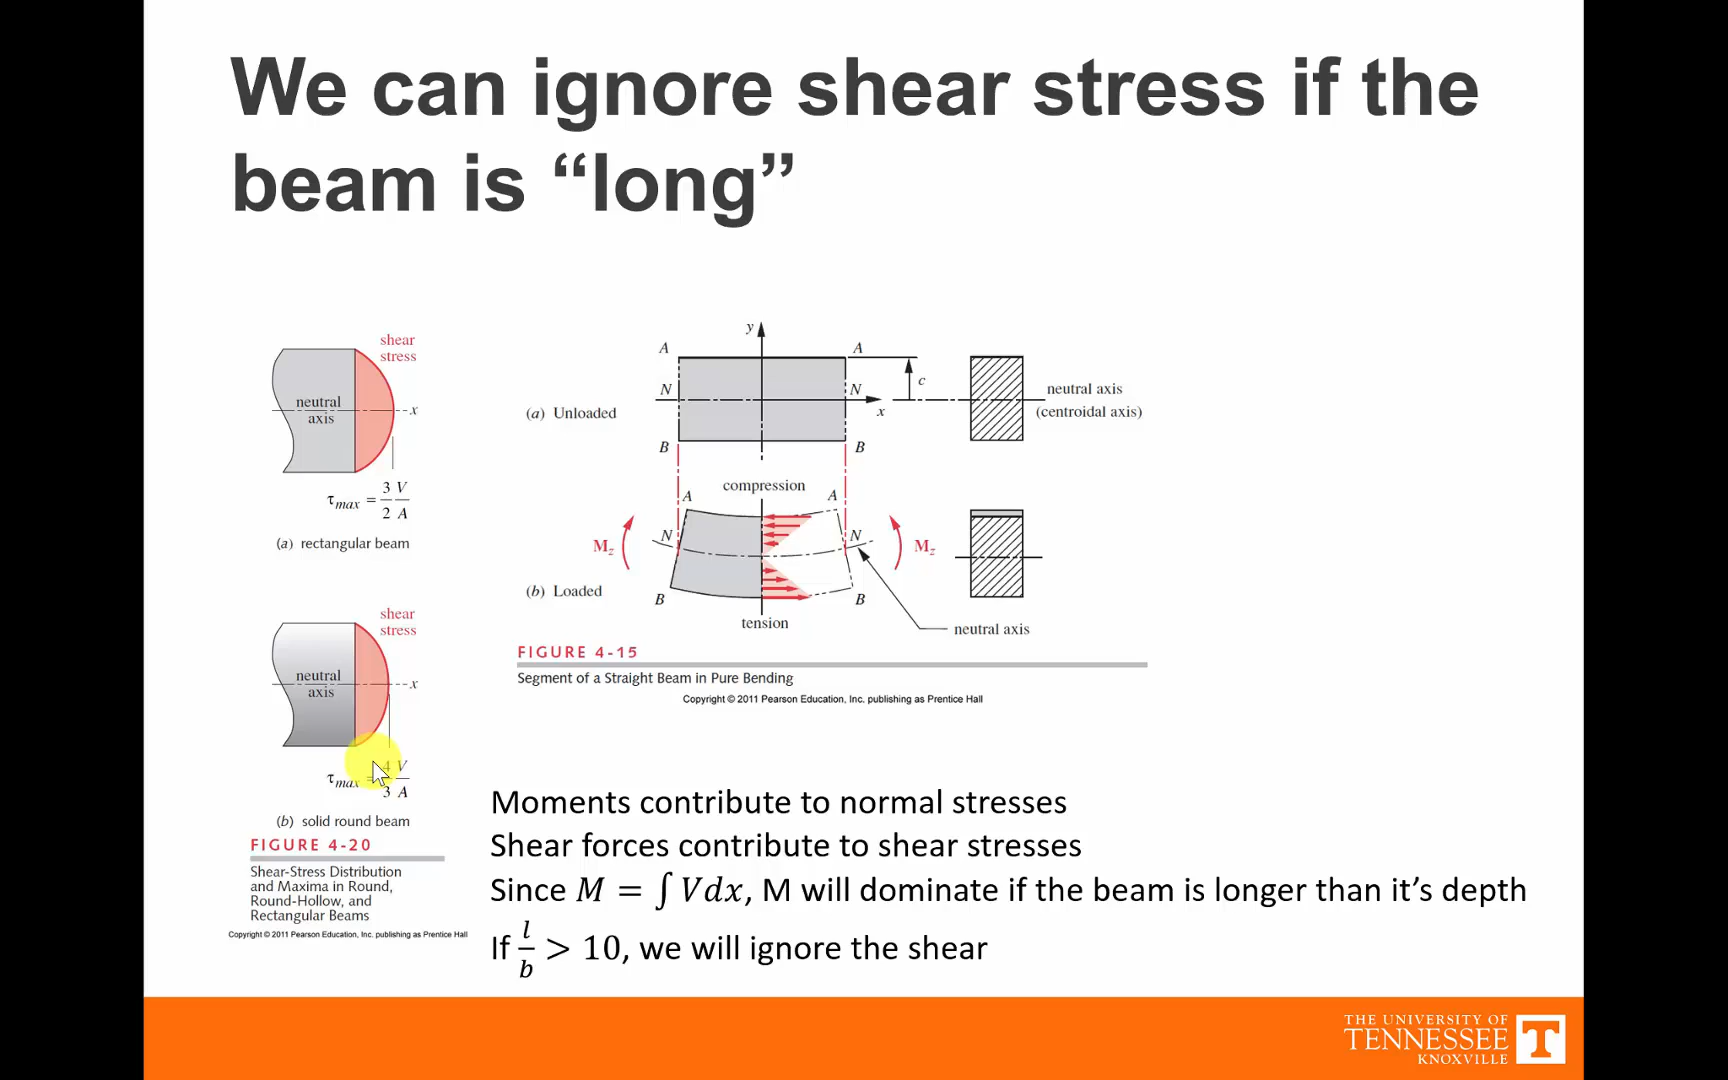 We can ignore shear stress if the
beam is “long”
shear
stress
neutral
axis
x
τmax = 3/2 V/A
(a) rectangular beam
shear
stress
neutral
axis
x
τmax = 4/3 V/A
(b) solid round beam
FIGURE 4-20
Shear-Stress Distribution
and Maxima in Round,
Round-Hollow, and
Rectangular Beams
Copyright © 2011 Pearson Education, Inc. publishing as Prentice Hall
y
A A
c
N N
x
(a) Unloaded
B B
neutral axis
(centroidal axis)
compression
A A
N N
Mz Mz
(b) Loaded
B B
tension
neutral axis
FIGURE 4-15
Segment of a Straight Beam in Pure Bending
Copyright © 2011 Pearson Education, Inc. publishing as Prentice Hall
Moments contribute to normal stresses
Shear forces contribute to shear stresses
Since M = ∫ Vdx, M will dominate if the beam is longer than it’s depth
If l/b > 10, we will ignore the shear
THE UNIVERSITY OF
TENNESSEE
KNOXVILLE
T